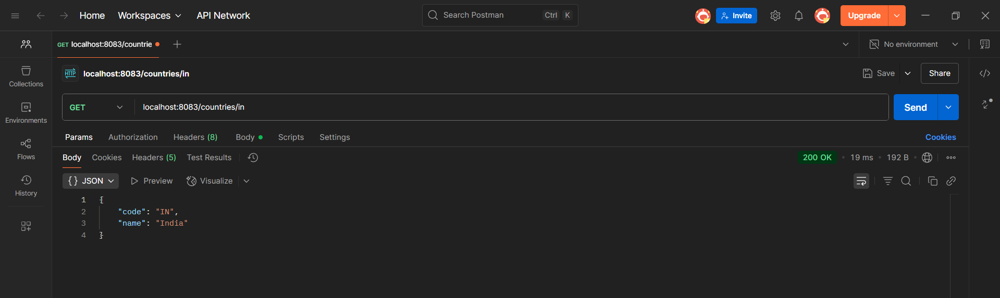 Home Workspaces API Network Search Postman Ctrl K Invite Upgrade
GET localhost:8083/countrie No environment
HTTP localhost:8083/countries/in Save Share
Collections
GET localhost:8083/countries/in Send
Environments
Params Authorization Headers (8) Body Scripts Settings Cookies
Flows
Body Cookies Headers (5) Test Results 200 OK 19 ms 192 B
{} JSON Preview Visualize
History
1 {
2 "code": "IN",
3 "name": "India"
4 }